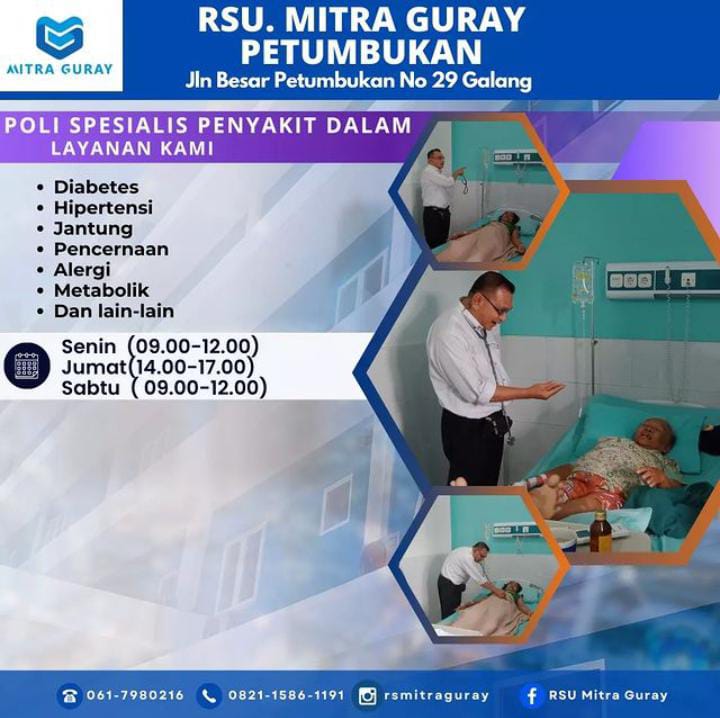 MITRA GURAY
RSU. MITRA GURAY
PETUMBUKAN
Jln Besar Petumbukan No 29 Galang
POLI SPESIALIS PENYAKIT DALAM
LAYANAN KAMI
• Diabetes
• Hipertensi
• Jantung
• Pencernaan
• Alergi
• Metabolik
• Dan lain-lain
Senin (09.00-12.00)
Jumat(14.00-17.00)
Sabtu ( 09.00-12.00)
061-7980216 0821-1586-1191 rsmitraguray RSU Mitra Guray